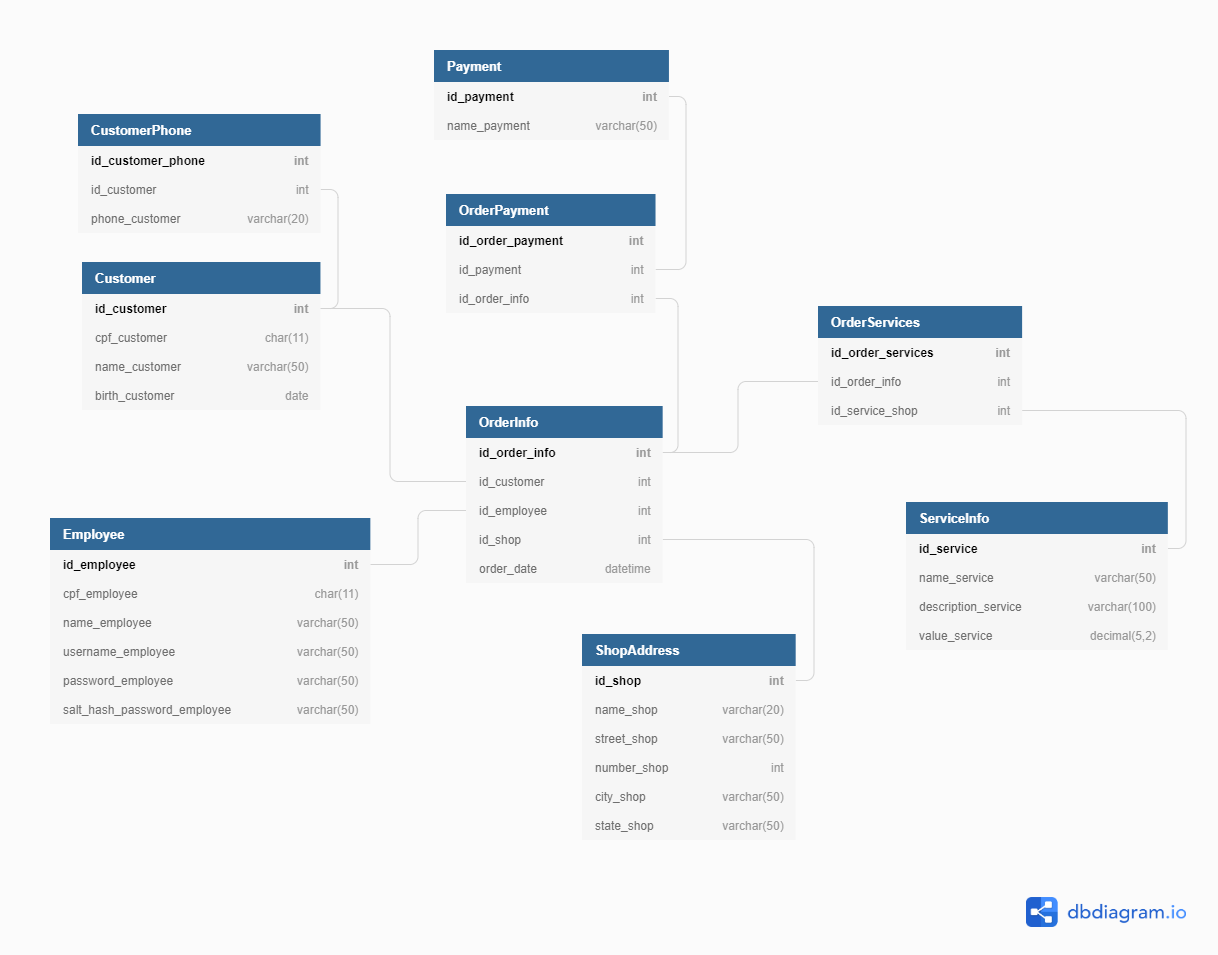 Payment
id_payment int
name_payment varchar(50)
CustomerPhone
id_customer_phone int
id_customer int
phone_customer varchar(20)
OrderPayment
id_order_payment int
id_payment int
id_order_info int
Customer
id_customer int
cpf_customer char(11)
name_customer varchar(50)
birth_customer date
OrderServices
id_order_services int
id_order_info int
id_service_shop int
OrderInfo
id_order_info int
id_customer int
id_employee int
id_shop int
order_date datetime
Employee
id_employee int
cpf_employee char(11)
name_employee varchar(50)
username_employee varchar(50)
password_employee varchar(50)
salt_hash_password_employee varchar(50)
ServiceInfo
id_service int
name_service varchar(50)
description_service varchar(100)
value_service decimal(5,2)
ShopAddress
id_shop int
name_shop varchar(20)
street_shop varchar(50)
number_shop int
city_shop varchar(50)
state_shop varchar(50)
dbdiagram.io